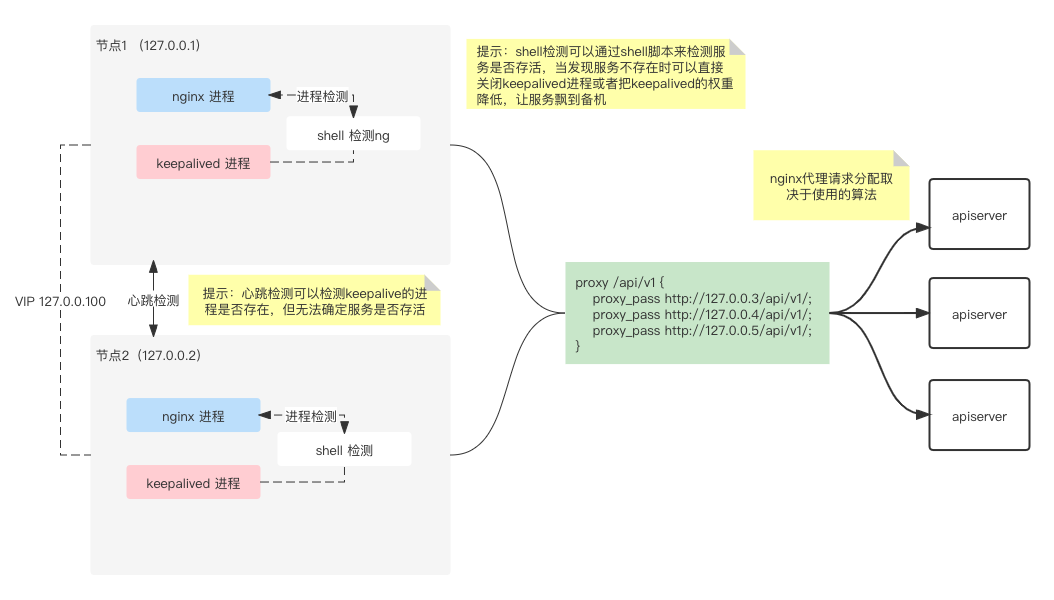 节点1 （127.0.0.1）
nginx 进程
进程检测
shell 检测ng
keepalived 进程
提示：shell检测可以通过shell脚本来检测服
务是否存活，当发现服务不存在时可以直接
关闭keepalived进程或者把keepalived的权重
降低，让服务飘到备机
nginx代理请求分配取
决于使用的算法
VIP 127.0.0.100
心跳检测
提示：心跳检测可以检测keepalive的进
程是否存在，但无法确定服务是否存活
节点2（127.0.0.2）
nginx 进程
进程检测
shell 检测
keepalived 进程
proxy /api/v1 {
proxy_pass http://127.0.0.3/api/v1/;
proxy_pass http://127.0.0.4/api/v1/;
proxy_pass http://127.0.0.5/api/v1/;
}
apiserver
apiserver
apiserver